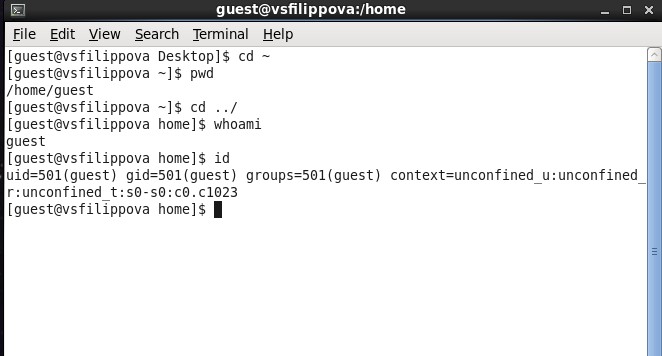 guest@vsfilippova:/home
File Edit View Search Terminal Help
[guest@vsfilippova Desktop]$ cd ~
[guest@vsfilippova ~]$ pwd
/home/guest
[guest@vsfilippova ~]$ cd ../
[guest@vsfilippova home]$ whoami
guest
[guest@vsfilippova home]$ id
uid=501(guest) gid=501(guest) groups=501(guest) context=unconfined_u:unconfined_
r:unconfined_t:s0-s0:c0.c1023
[guest@vsfilippova home]$